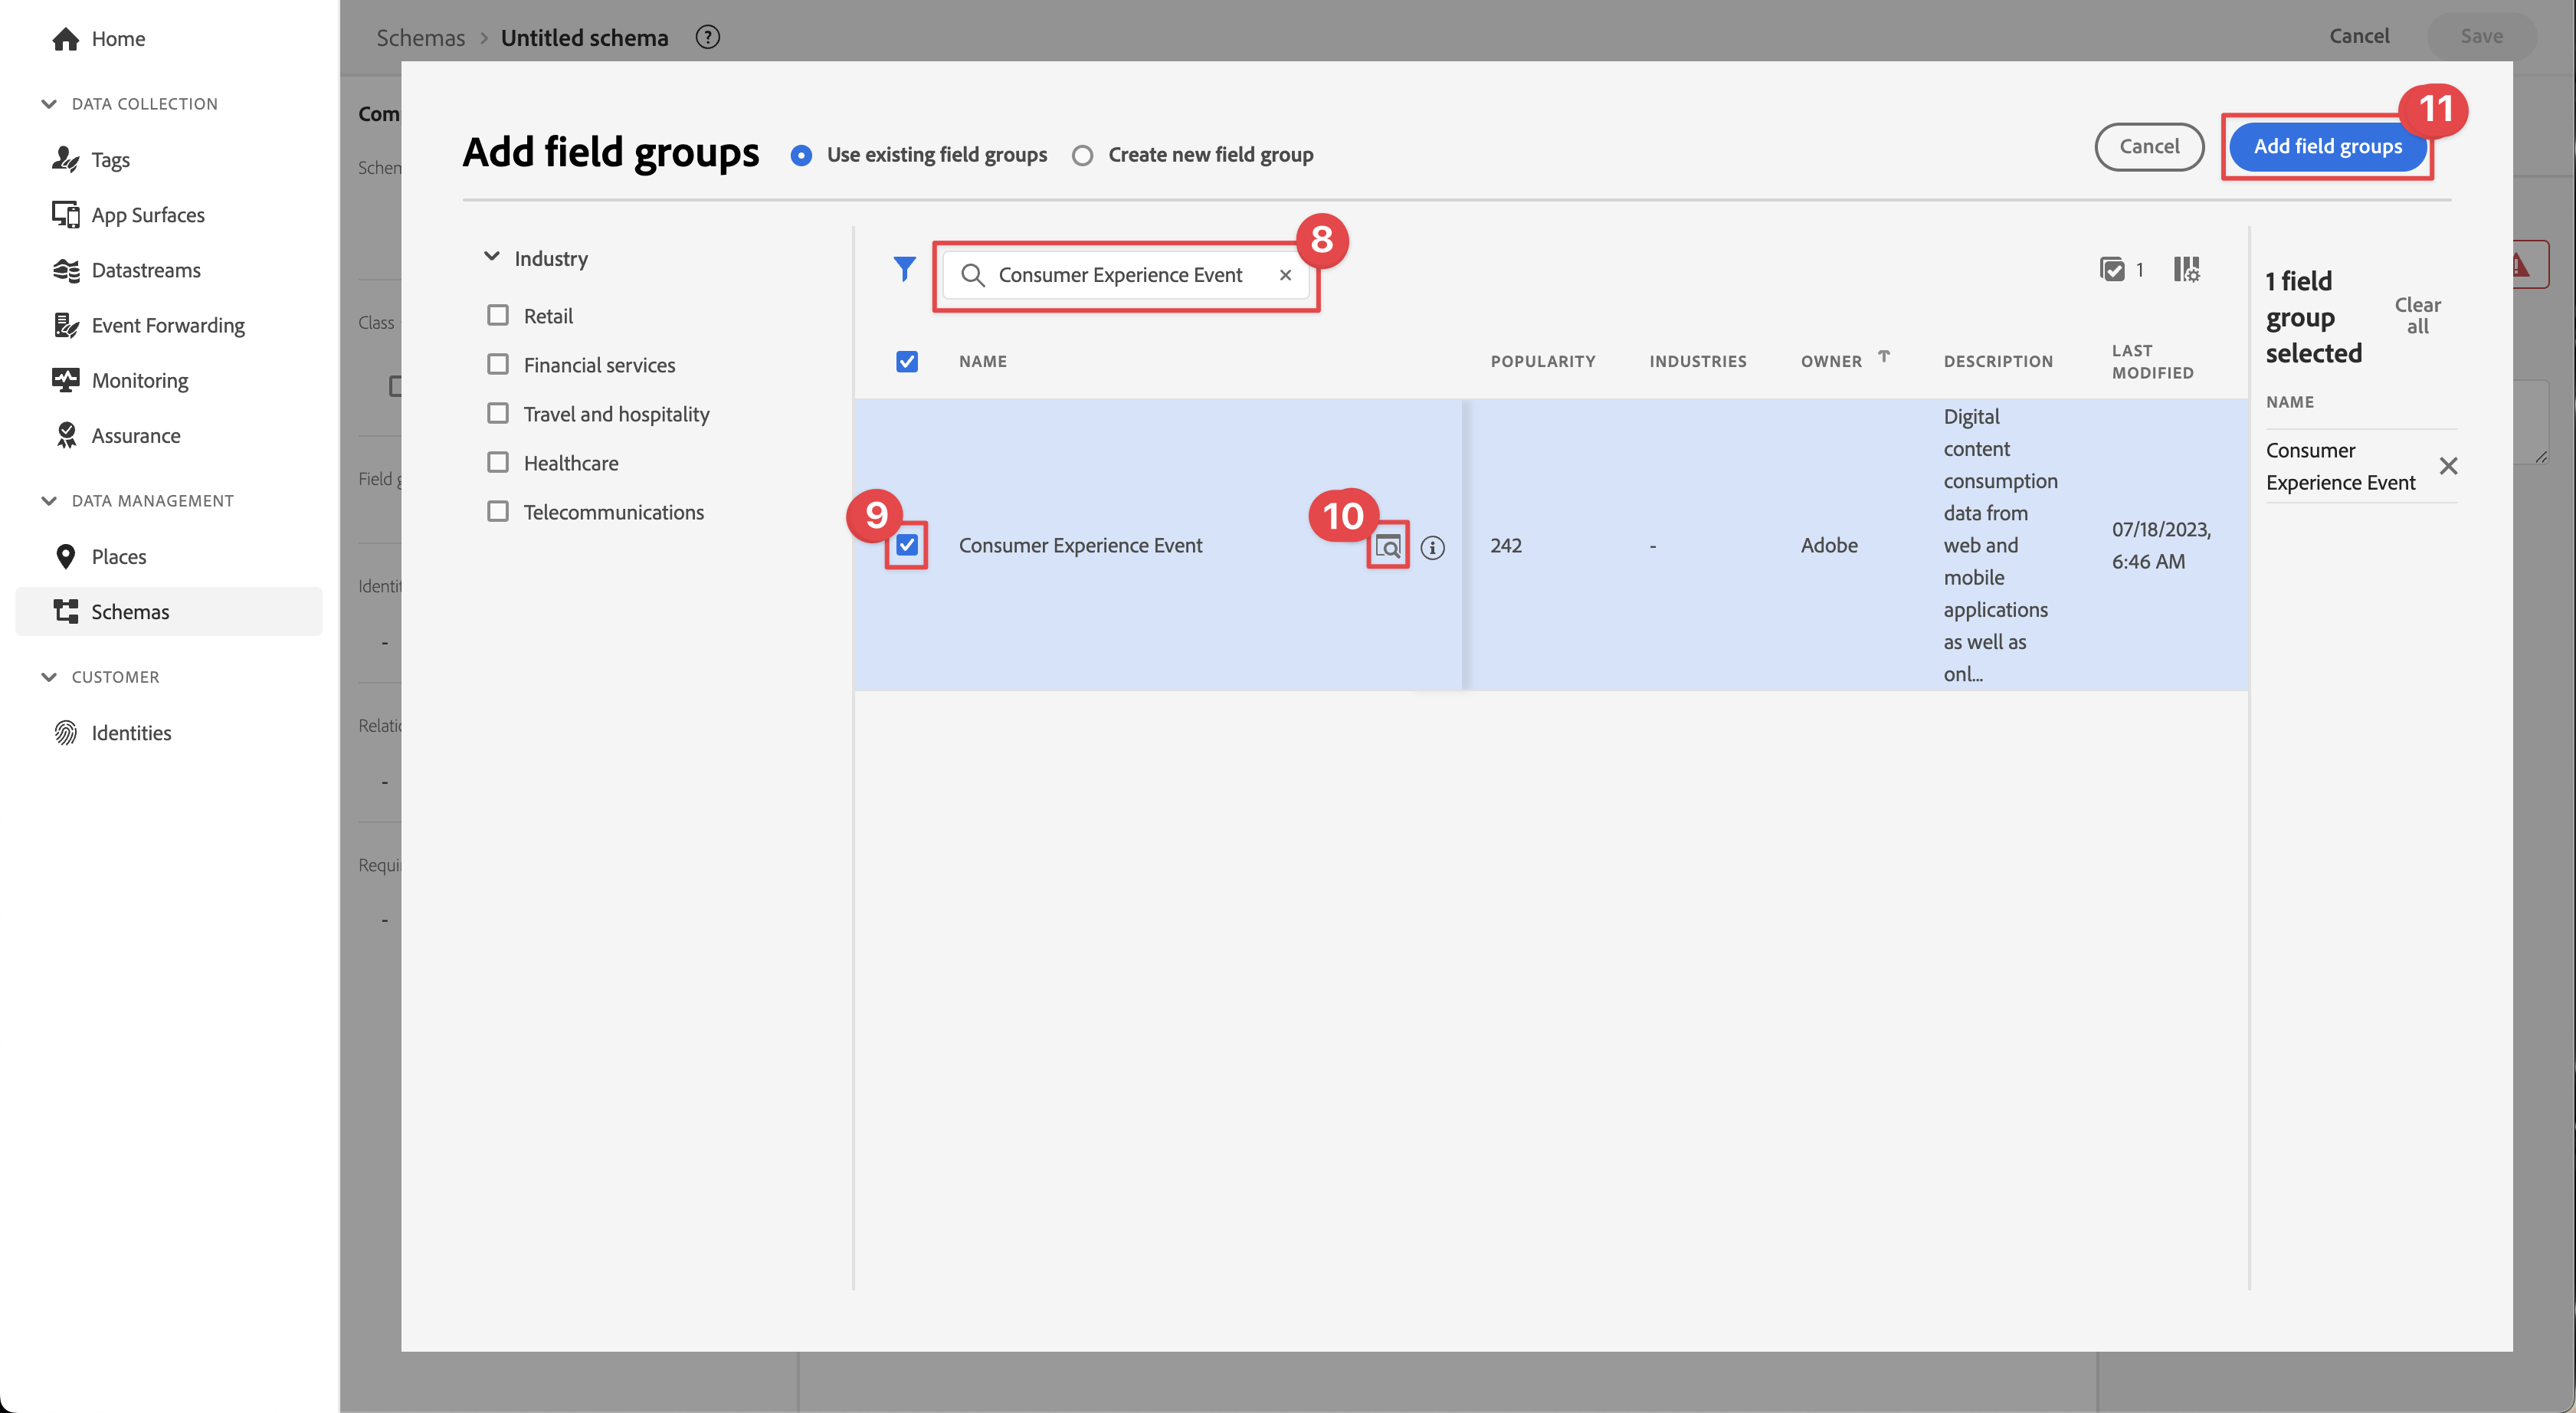 Home
DATA COLLECTION
Tags
App Surfaces
Datastreams
Event Forwarding
Monitoring
Assurance
DATA MANAGEMENT
Places
Schemas
CUSTOMER
Identities
Schemas > Untitled schema ?
Cancel Save
Com
Schem
Class
Field g
Identit
-
Relatio
-
Requi
-
Add field groups
Use existing field groups
Create new field group
Cancel
Add field groups
11
Industry
Retail
Financial services
Travel and hospitality
Healthcare
Telecommunications
Consumer Experience Event
8
1
NAME POPULARITY INDUSTRIES OWNER DESCRIPTION LAST
MODIFIED
9
Consumer Experience Event
10
242
-
Adobe
Digital
content
consumption
data from
web and
mobile
applications
as well as
onl...
07/18/2023,
6:46 AM
1 field
group
selected
Clear
all
NAME
Consumer
Experience Event